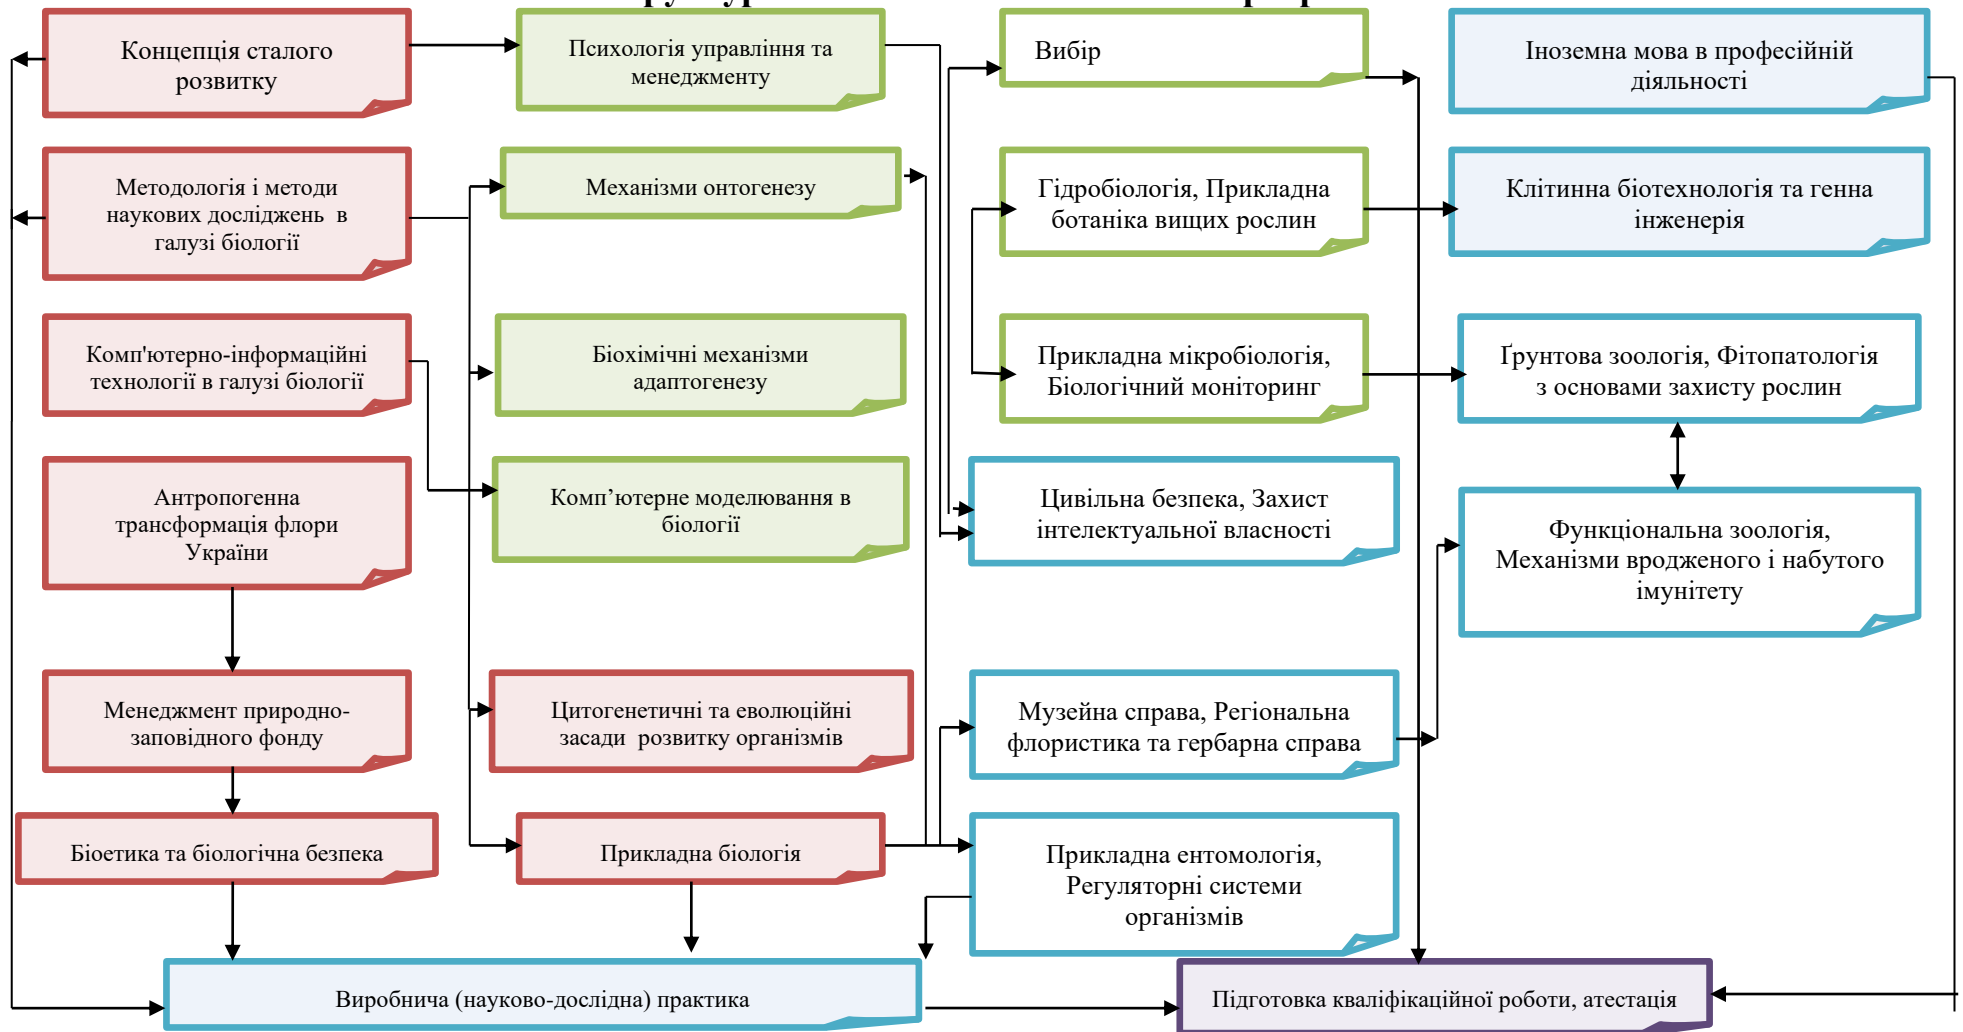 Концепція сталого
розвитку
Психологія управління та
менеджменту
Вибір
Іноземна мова в професійній
діяльності
Методологія і методи
наукових досліджень в
галузі біології
Механізми онтогенезу
Гідробіологія, Прикладна
ботаніка вищих рослин
Клітинна біотехнологія та генна
інженерія
Комп'ютерно-інформаційні
технології в галузі біології
Біохімічні механізми
адаптогенезу
Прикладна мікробіологія,
Біологічний моніторинг
Ґрунтова зоологія, Фітопатологія
з основами захисту рослин
Антропогенна
трансформація флори
України
Комп’ютерне моделювання в
біології
Цивільна безпека, Захист
інтелектуальної власності
Функціональна зоологія,
Механізми вродженого і набутого
імунітету
Менеджмент природно-
заповідного фонду
Цитогенетичні та еволюційні
засади розвитку організмів
Музейна справа, Регіональна
флористика та гербарна справа
Біоетика та біологічна безпека
Прикладна біологія
Прикладна ентомологія,
Регуляторні системи
організмів
Виробнича (науково-дослідна) практика
Підготовка кваліфікаційної роботи, атестація